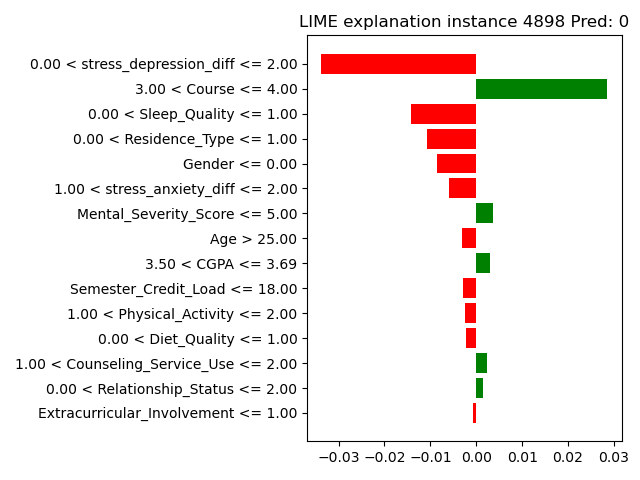 LIME explanation instance 4898 Pred: 0
0.00 < stress_depression_diff <= 2.00
3.00 < Course <= 4.00
0.00 < Sleep_Quality <= 1.00
0.00 < Residence_Type <= 1.00
Gender <= 0.00
1.00 < stress_anxiety_diff <= 2.00
Mental_Severity_Score <= 5.00
Age > 25.00
3.50 < CGPA <= 3.69
Semester_Credit_Load <= 18.00
1.00 < Physical_Activity <= 2.00
0.00 < Diet_Quality <= 1.00
1.00 < Counseling_Service_Use <= 2.00
0.00 < Relationship_Status <= 2.00
Extracurricular_Involvement <= 1.00
−0.03 −0.02 −0.01 0.00 0.01 0.02 0.03